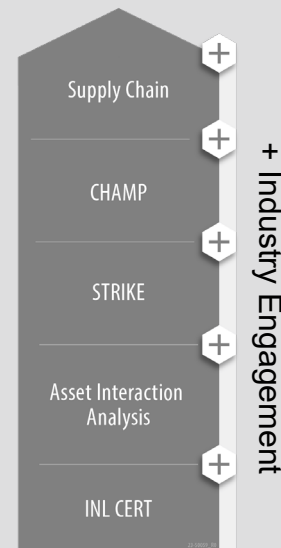 Supply Chain
CHAMP
STRIKE
Asset Interaction
Analysis
INL CERT
+ Industry Engagement